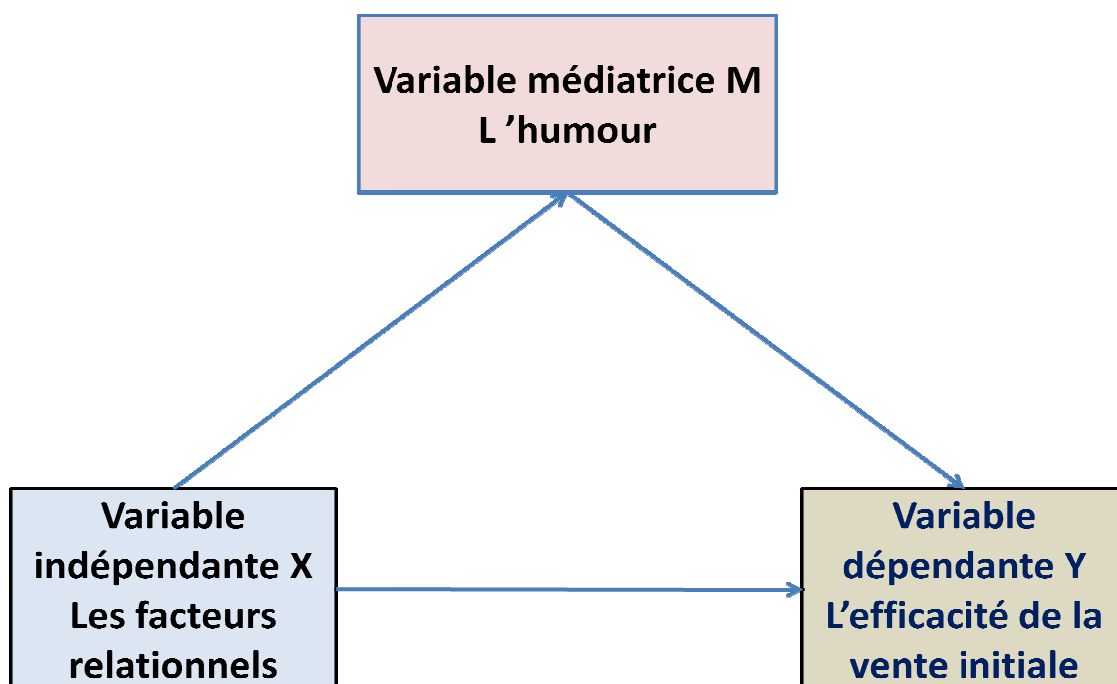 Variable médiatrice M
L ’humour
Variable
indépendante X
Les facteurs
relationnels
Variable
dépendante Y
L’efficacité de la
vente initiale